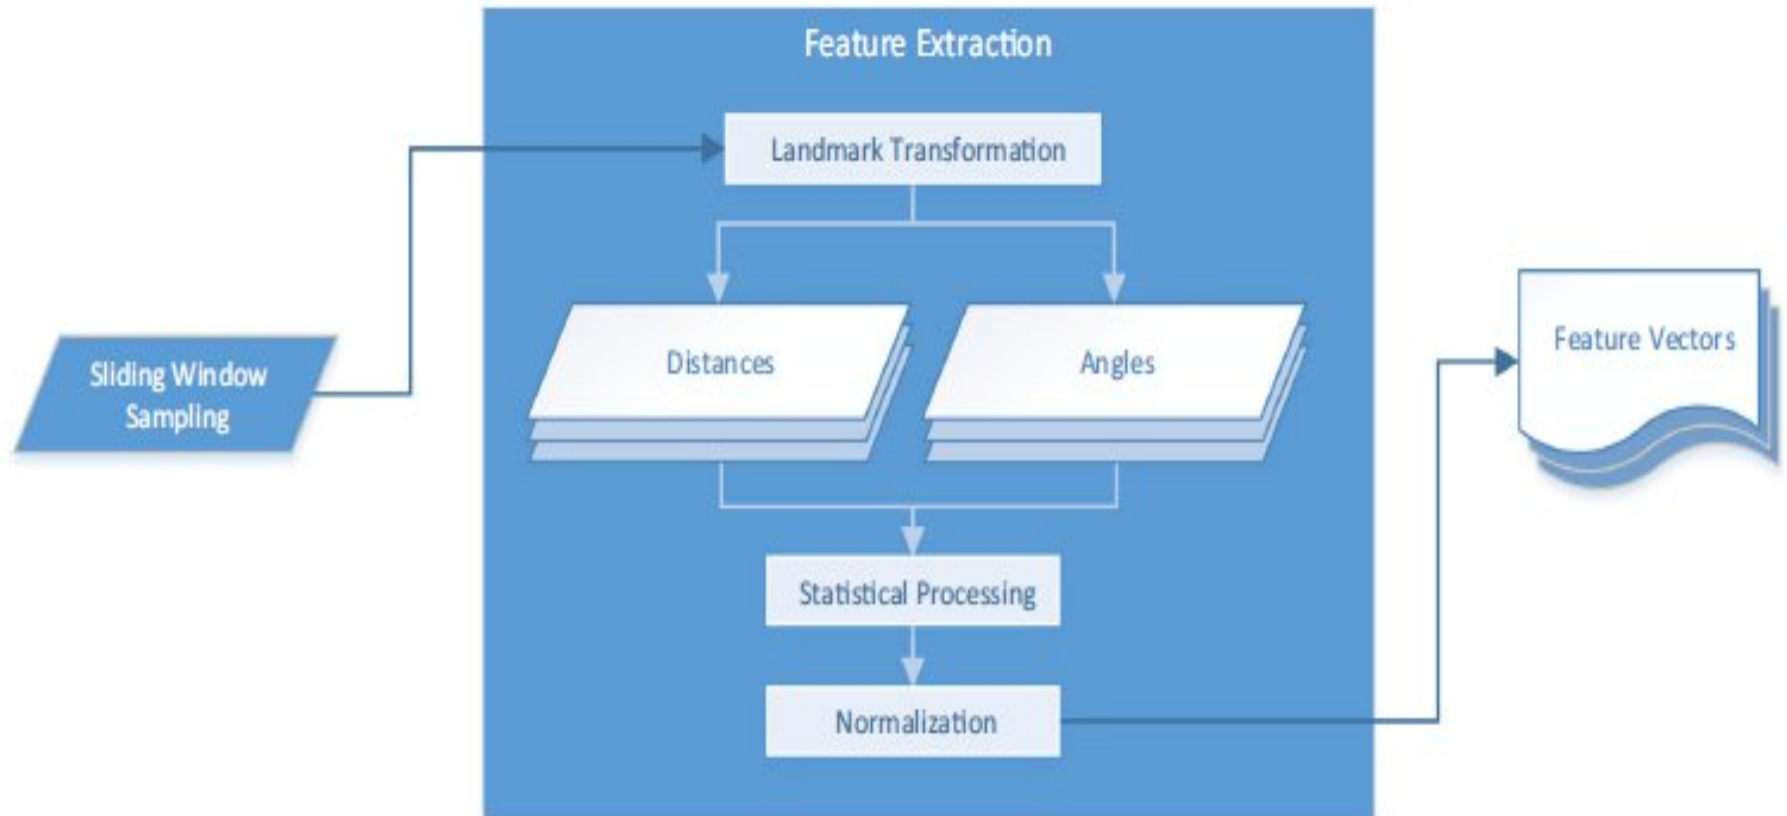 Feature Extraction
Landmark Transformation
Distances
Angles
Sliding Window
Sampling
Feature Vectors
Statistical Processing
Normalization